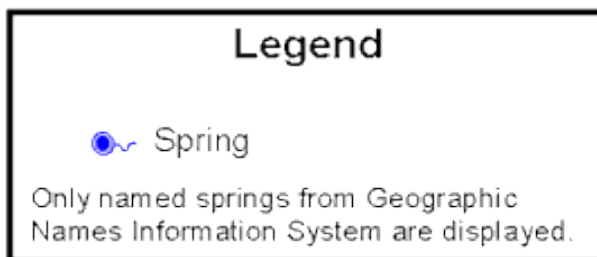 Legend
Spring
Only named springs from Geographic
Names Information System are displayed.